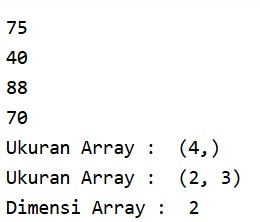 75
40
88
70
Ukuran Array :  (4,)
Ukuran Array :  (2, 3)
Dimensi Array :  2